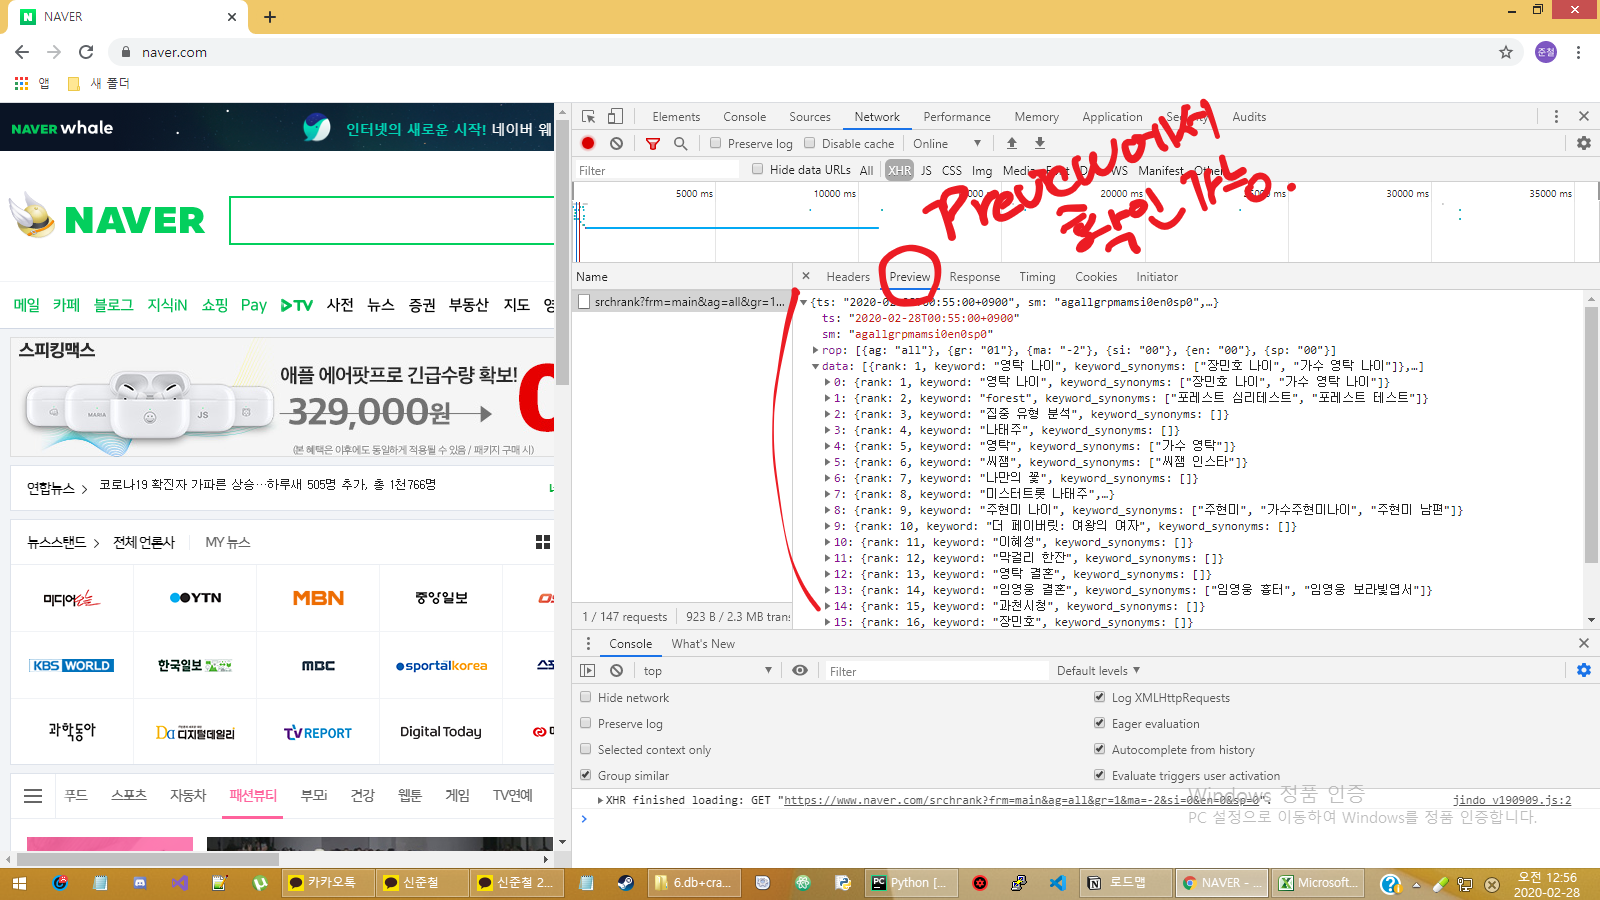 NAVER
naver.com
준철
앱
새 폴더
NAVER whale
인터넷의 새로운 시작! 네이버 웨
NAVER
메일 카페 블로그 지식iN 쇼핑 Pay TV 사전 뉴스 증권 부동산 지도 영
스피킹맥스
애플 에어팟프로 긴급수량 확보!
329,000원
0
MARIA
JS
(본 혜택은 이후에도 동일하게 적용될 수 있음 / 패키지 구매 시)
연합뉴스 > 코로나19 확진자 가파른 상승…하루새 505명 추가, 총 1천766명
뉴스스탠드 > 전체 언론사 MY 뉴스
미디어오늘 YTN MBN 중앙일보
KBS WORLD 한국일보 MBC sportalkorea 스포
과학동아 디지털데일리 TV REPORT Digital Today
푸드 스포츠 자동차 패션뷰티 부모i 건강 웹툰 게임 TV연예
Elements Console Sources Network Performance Memory Application Security Audits
Preserve log Disable cache Online
Filter Hide data URLs All XHR JS CSS Img Media Font Doc WS Manifest Other
5000 ms 10000 ms 20000 ms 25000 ms 30000 ms 35000 ms
Preview에서
확인 가능.
Name
srchrank?frm=main&ag=all&gr=1...
1 / 147 requests 923 B / 2.3 MB trans
Headers Preview Response Timing Cookies Initiator
{ts: "2020-02-28T00:55:00+0900", sm: "agallgrpmamsi0en0sp0",…}
ts: "2020-02-28T00:55:00+0900"
sm: "agallgrpmamsi0en0sp0"
rop: [{ag: "all"}, {gr: "01"}, {ma: "-2"}, {si: "00"}, {en: "00"}, {sp: "00"}]
data: [{rank: 1, keyword: "영탁 나이", keyword_synonyms: ["장민호 나이", "가수 영탁 나이"]},…]
0: {rank: 1, keyword: "영탁 나이", keyword_synonyms: ["장민호 나이", "가수 영탁 나이"]}
1: {rank: 2, keyword: "forest", keyword_synonyms: ["포레스트 심리테스트", "포레스트 테스트"]}
2: {rank: 3, keyword: "집중 유형 분석", keyword_synonyms: []}
3: {rank: 4, keyword: "나태주", keyword_synonyms: []}
4: {rank: 5, keyword: "영탁", keyword_synonyms: ["가수 영탁"]}
5: {rank: 6, keyword: "씨잼", keyword_synonyms: ["씨잼 인스타"]}
6: {rank: 7, keyword: "나만의 꽃", keyword_synonyms: []}
7: {rank: 8, keyword: "미스터트롯 나태주",…}
8: {rank: 9, keyword: "주현미 나이", keyword_synonyms: ["주현미", "가수주현미나이", "주현미 남편"]}
9: {rank: 10, keyword: "더 페이버릿: 여왕의 여자", keyword_synonyms: []}
10: {rank: 11, keyword: "이혜성", keyword_synonyms: []}
11: {rank: 12, keyword: "막걸리 한잔", keyword_synonyms: []}
12: {rank: 13, keyword: "영탁 결혼", keyword_synonyms: []}
13: {rank: 14, keyword: "임영웅 결혼", keyword_synonyms: ["임영웅 흉터", "임영웅 보라빛엽서"]}
14: {rank: 15, keyword: "과천시청", keyword_synonyms: []}
15: {rank: 16, keyword: "장민호", keyword_synonyms: []}
Console What's New
top Filter Default levels
Hide network Log XMLHttpRequests
Preserve log Eager evaluation
Selected context only Autocomplete from history
Group similar Evaluate triggers user activation
XHR finished loading: GET "https://www.naver.com/srchrank?frm=main&ag=all&gr=1&ma=-2&si=0&en=0&sp=0". jindo_v190909.js:2
Windows 정품 인증
PC 설정으로 이동하여 Windows를 정품 인증합니다.
카카오톡 신준철 신준철 2... 6.db+cra... Python [... 로드맵 NAVER - ... Microsoft...
오전 12:56
2020-02-28